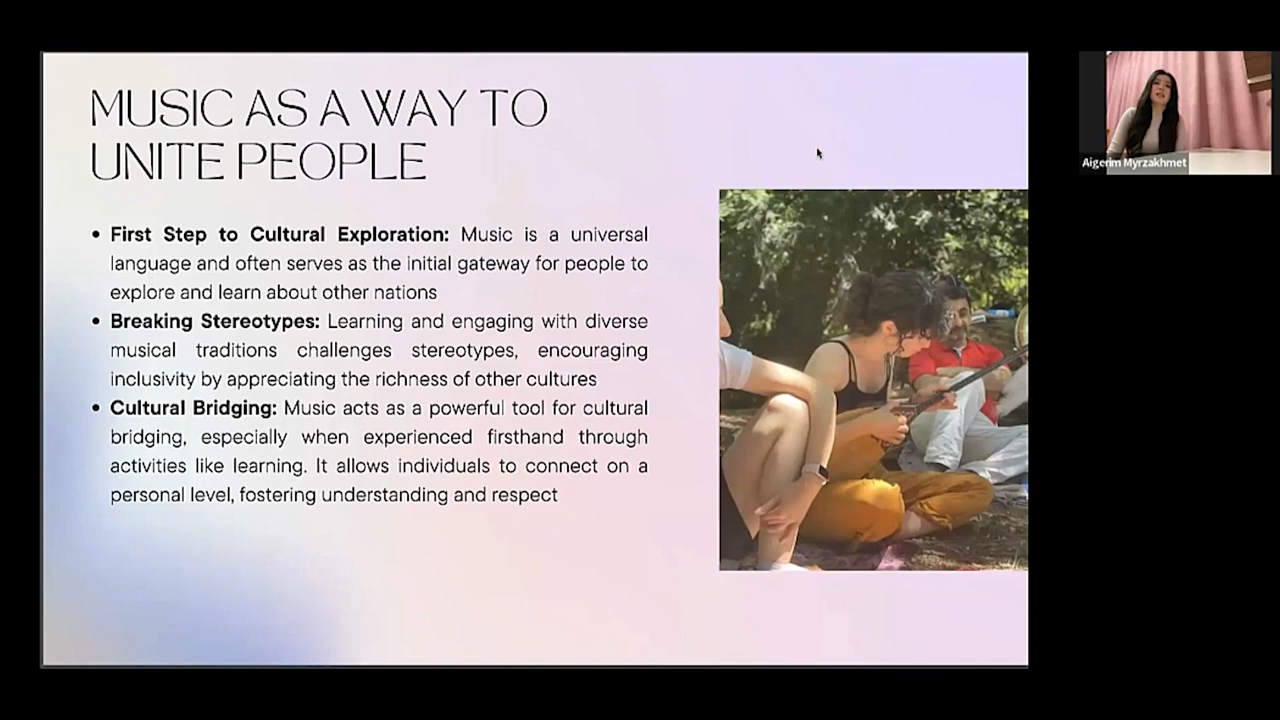 MUSIC AS A WAY TO
UNITE PEOPLE
• First Step to Cultural Exploration: Music is a universal
language and often serves as the initial gateway for people to
explore and learn about other nations
• Breaking Stereotypes: Learning and engaging with diverse
musical traditions challenges stereotypes, encouraging
inclusivity by appreciating the richness of other cultures
• Cultural Bridging: Music acts as a powerful tool for cultural
bridging, especially when experienced firsthand through
activities like learning. It allows individuals to connect on a
personal level, fostering understanding and respect
Aigerim Myrzakhmet